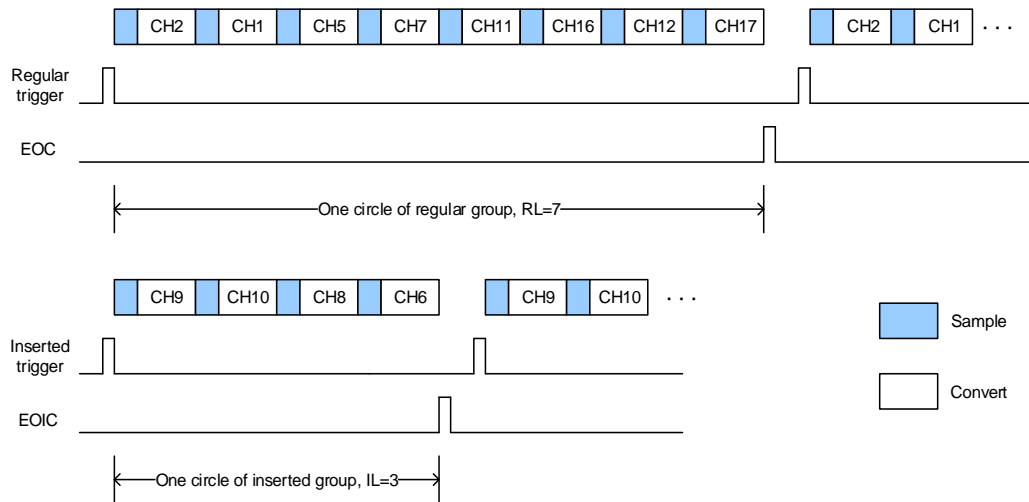 CH2 CH1 CH5 CH7 CH11 CH16 CH12 CH17 CH2 CH1 . . .
Regular
trigger
EOC
One circle of regular group, RL=7
CH9 CH10 CH8 CH6 CH9 CH10 . . .
Sample
Inserted
trigger
Convert
EOIC
One circle of inserted group, IL=3